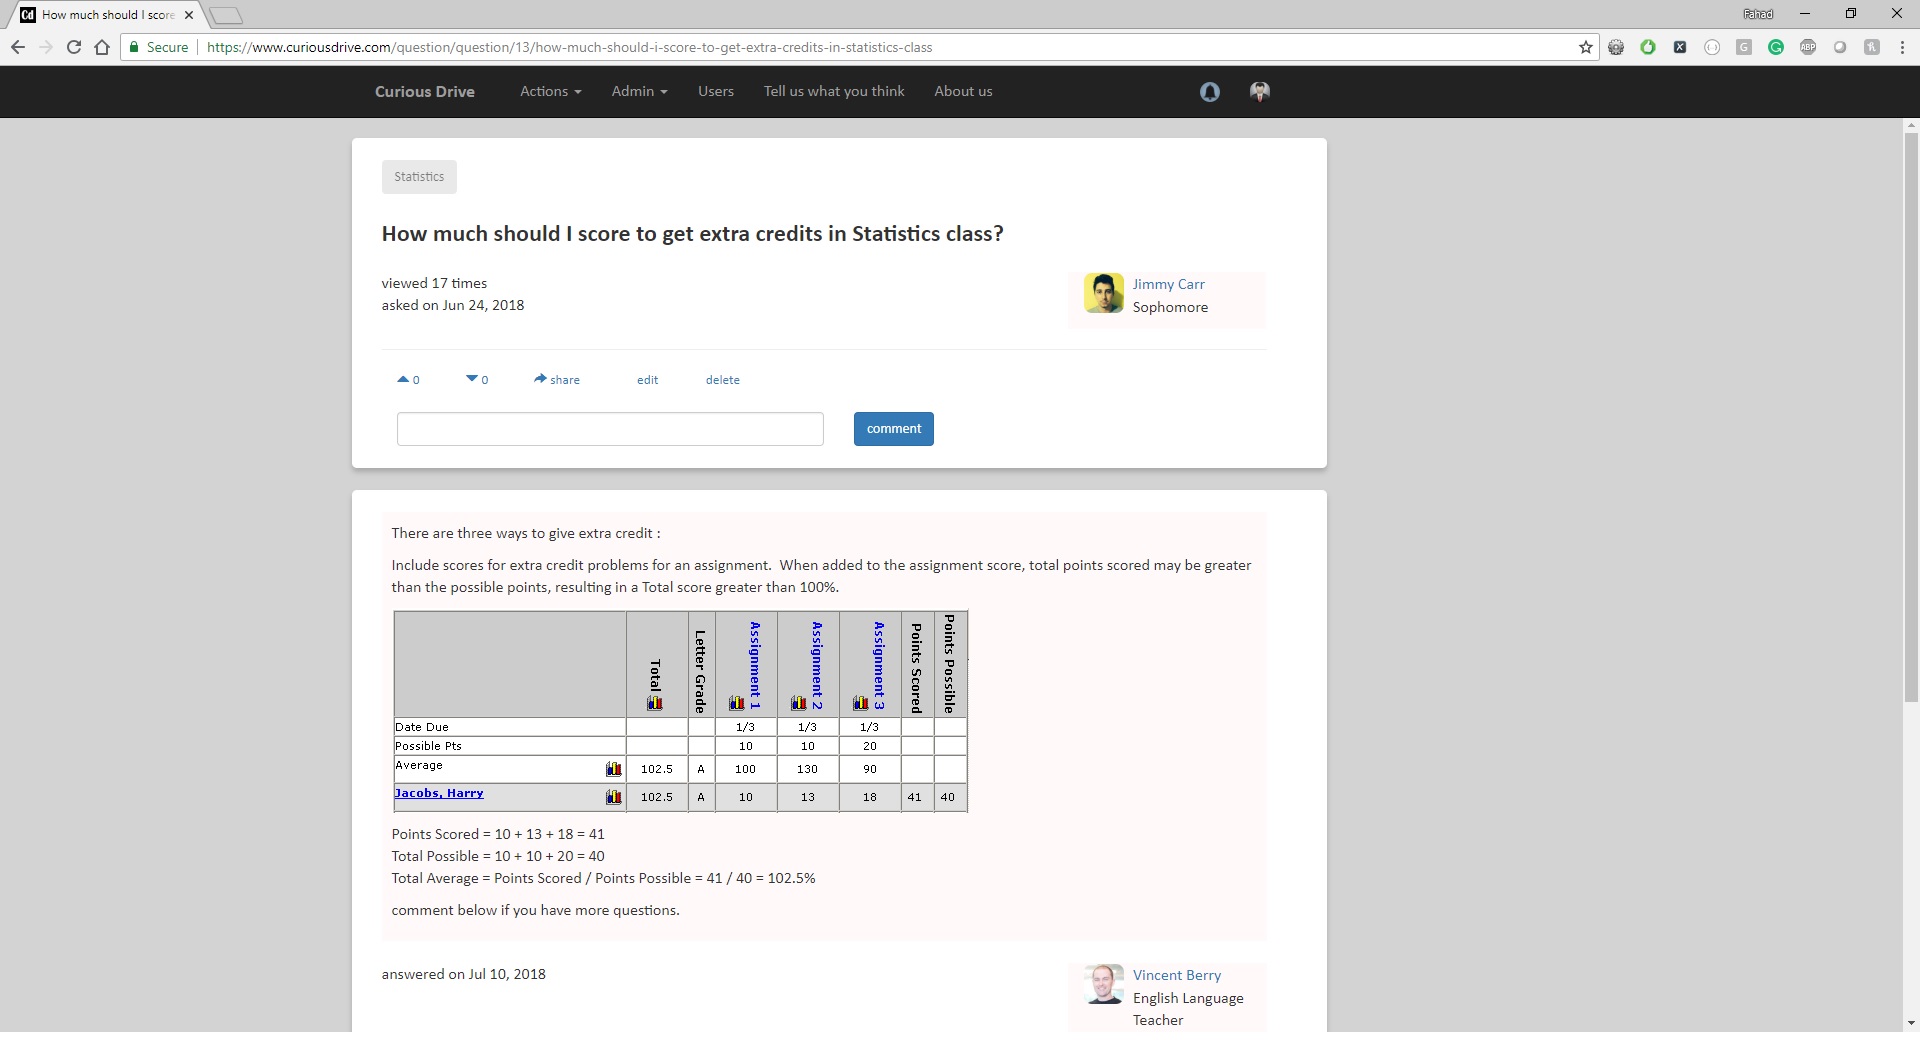 How much should I score
Fahad
Secure
https://www.curiousdrive.com/question/question/13/how-much-should-i-score-to-get-extra-credits-in-statistics-class
Curious Drive
Actions
Admin
Users
Tell us what you think
About us
Statistics
How much should I score to get extra credits in Statistics class?
viewed 17 times
asked on Jun 24, 2018
Jimmy Carr
Sophomore
0
0
share
edit
delete
comment
There are three ways to give extra credit :
Include scores for extra credit problems for an assignment. When added to the assignment score, total points scored may be greater
than the possible points, resulting in a Total score greater than 100%.
Total Letter Grade Assignment 1 Assignment 2 Assignment 3 Points Scored Points Possible
Date Due 1/3 1/3 1/3
Possible Pts 10 10 20
Average 102.5 A 100 130 90
Jacobs, Harry 102.5 A 10 13 18 41 40
Points Scored = 10 + 13 + 18 = 41
Total Possible = 10 + 10 + 20 = 40
Total Average = Points Scored / Points Possible = 41 / 40 = 102.5%
comment below if you have more questions.
answered on Jul 10, 2018
Vincent Berry
English Language
Teacher